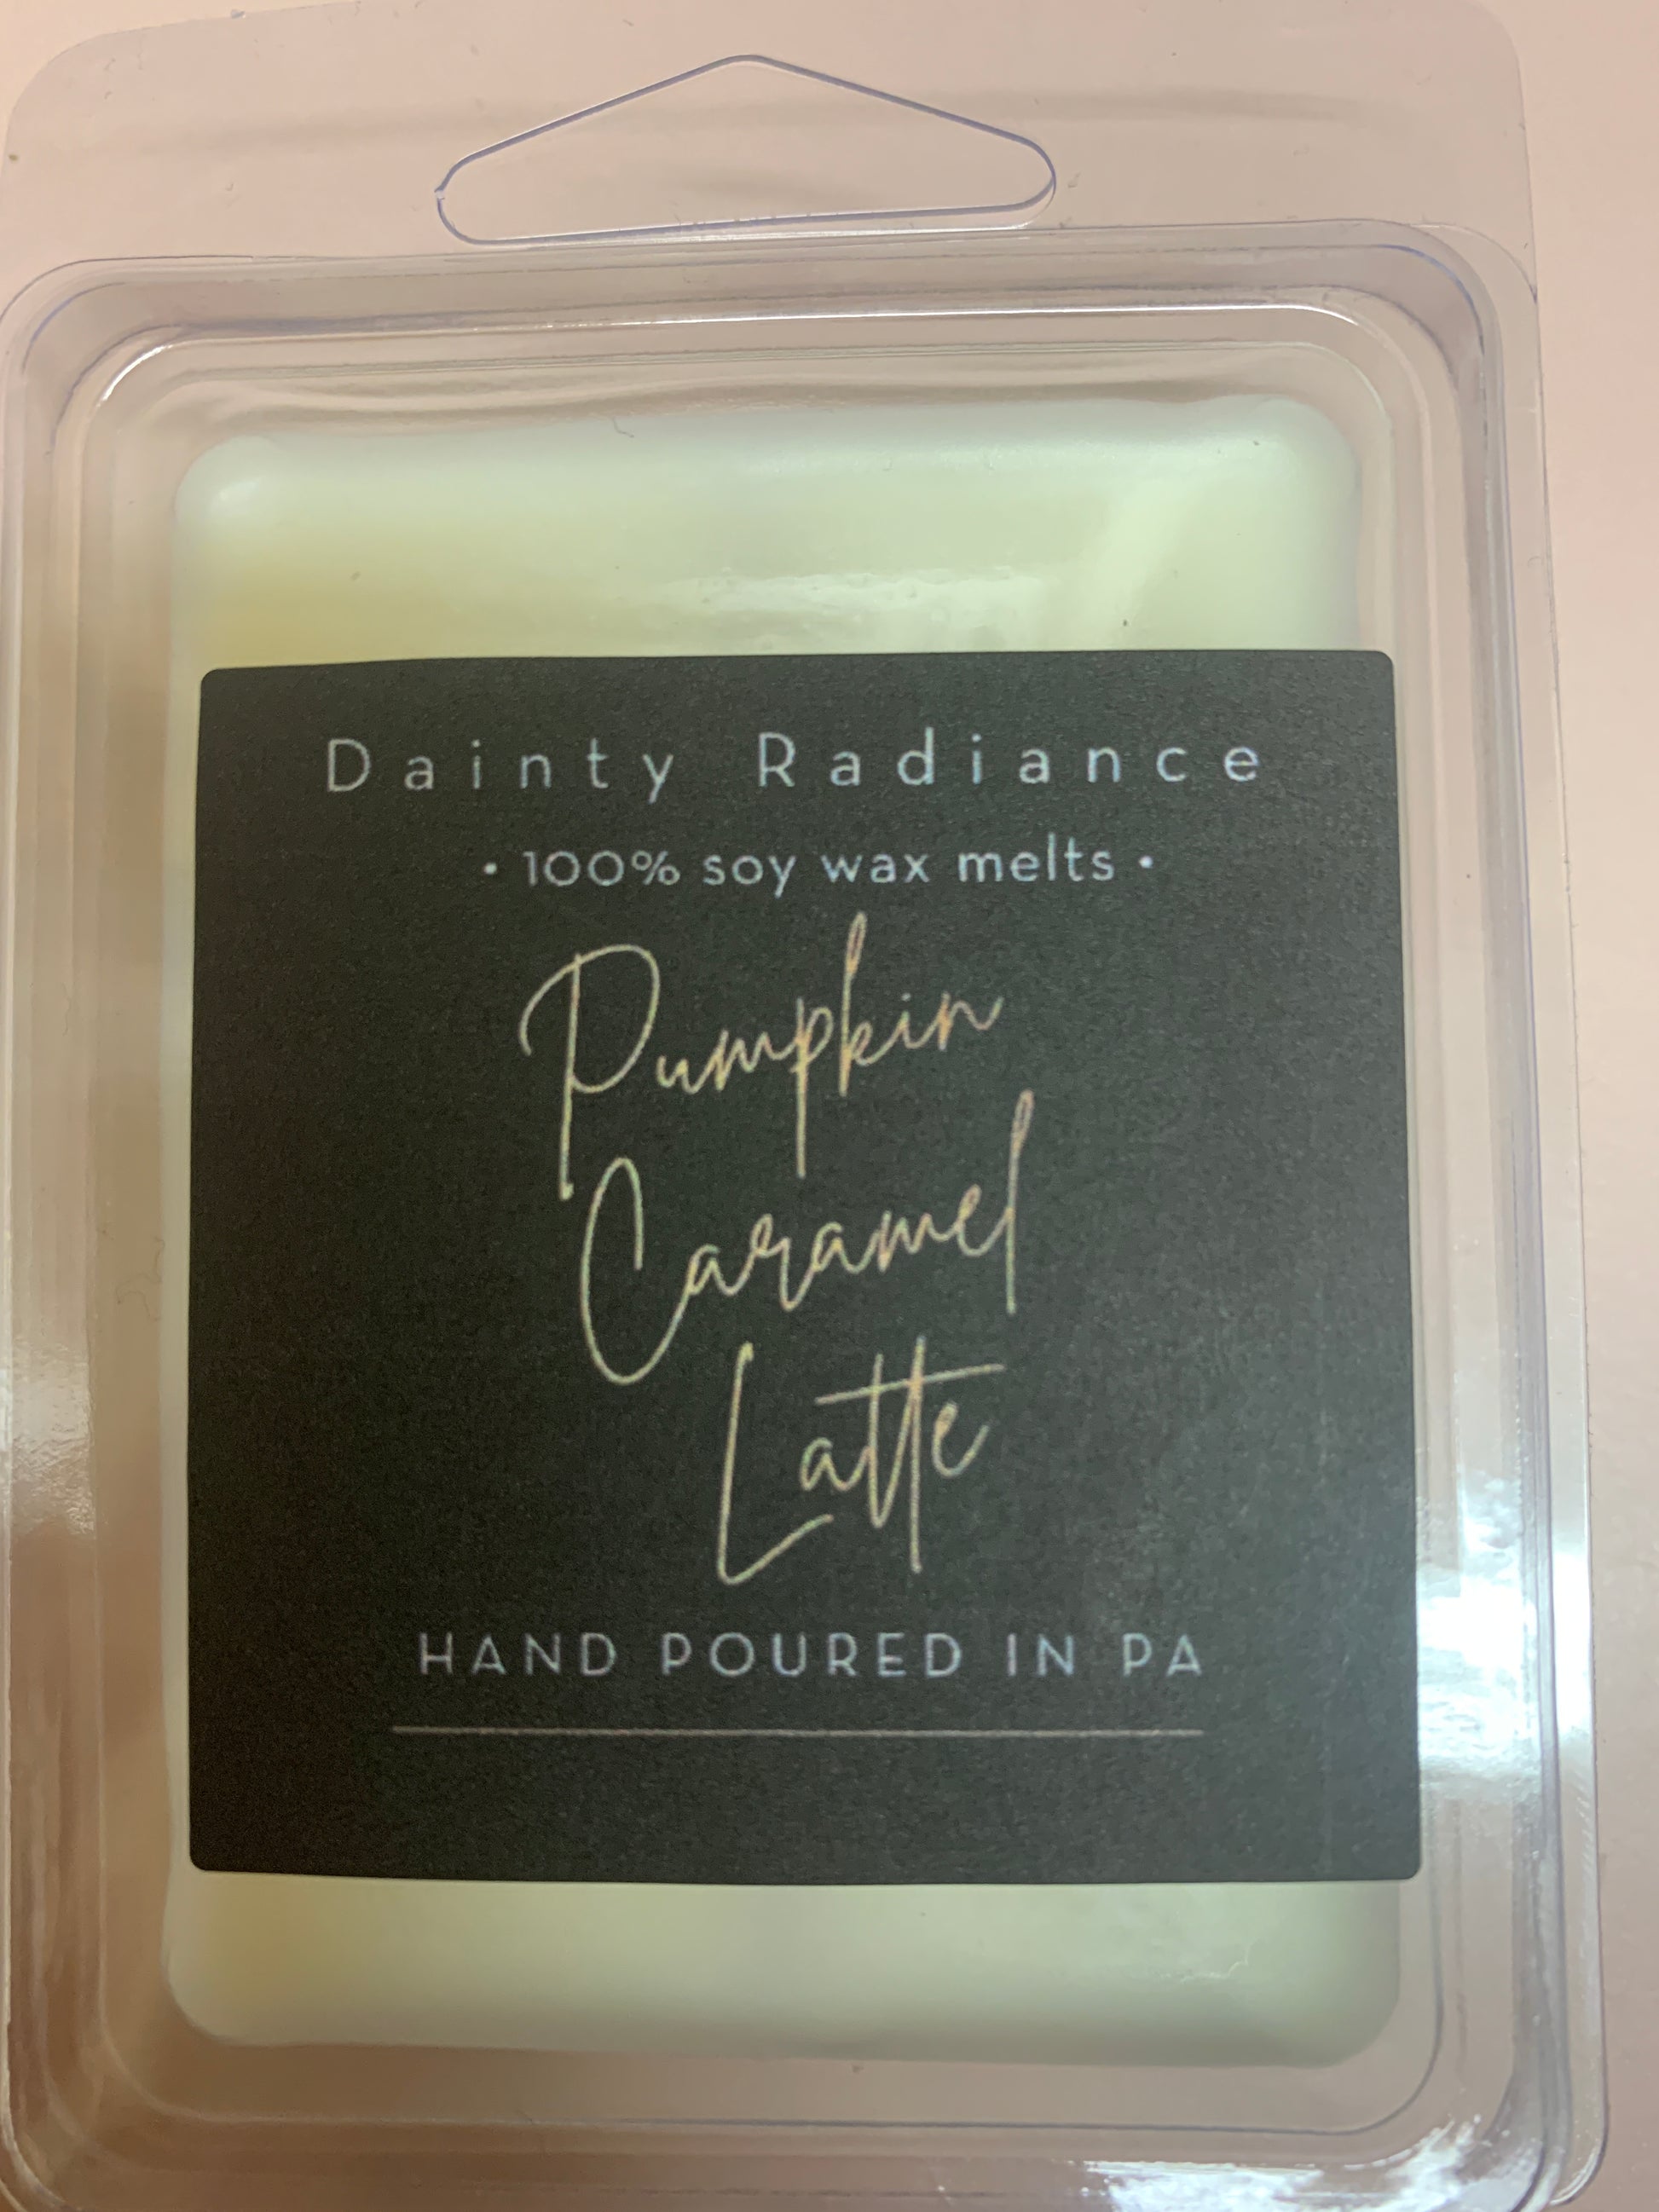 Dainty Radiance
• 100% soy wax melts •
Pumpkin
Caramel
Latte
HAND POURED IN PA